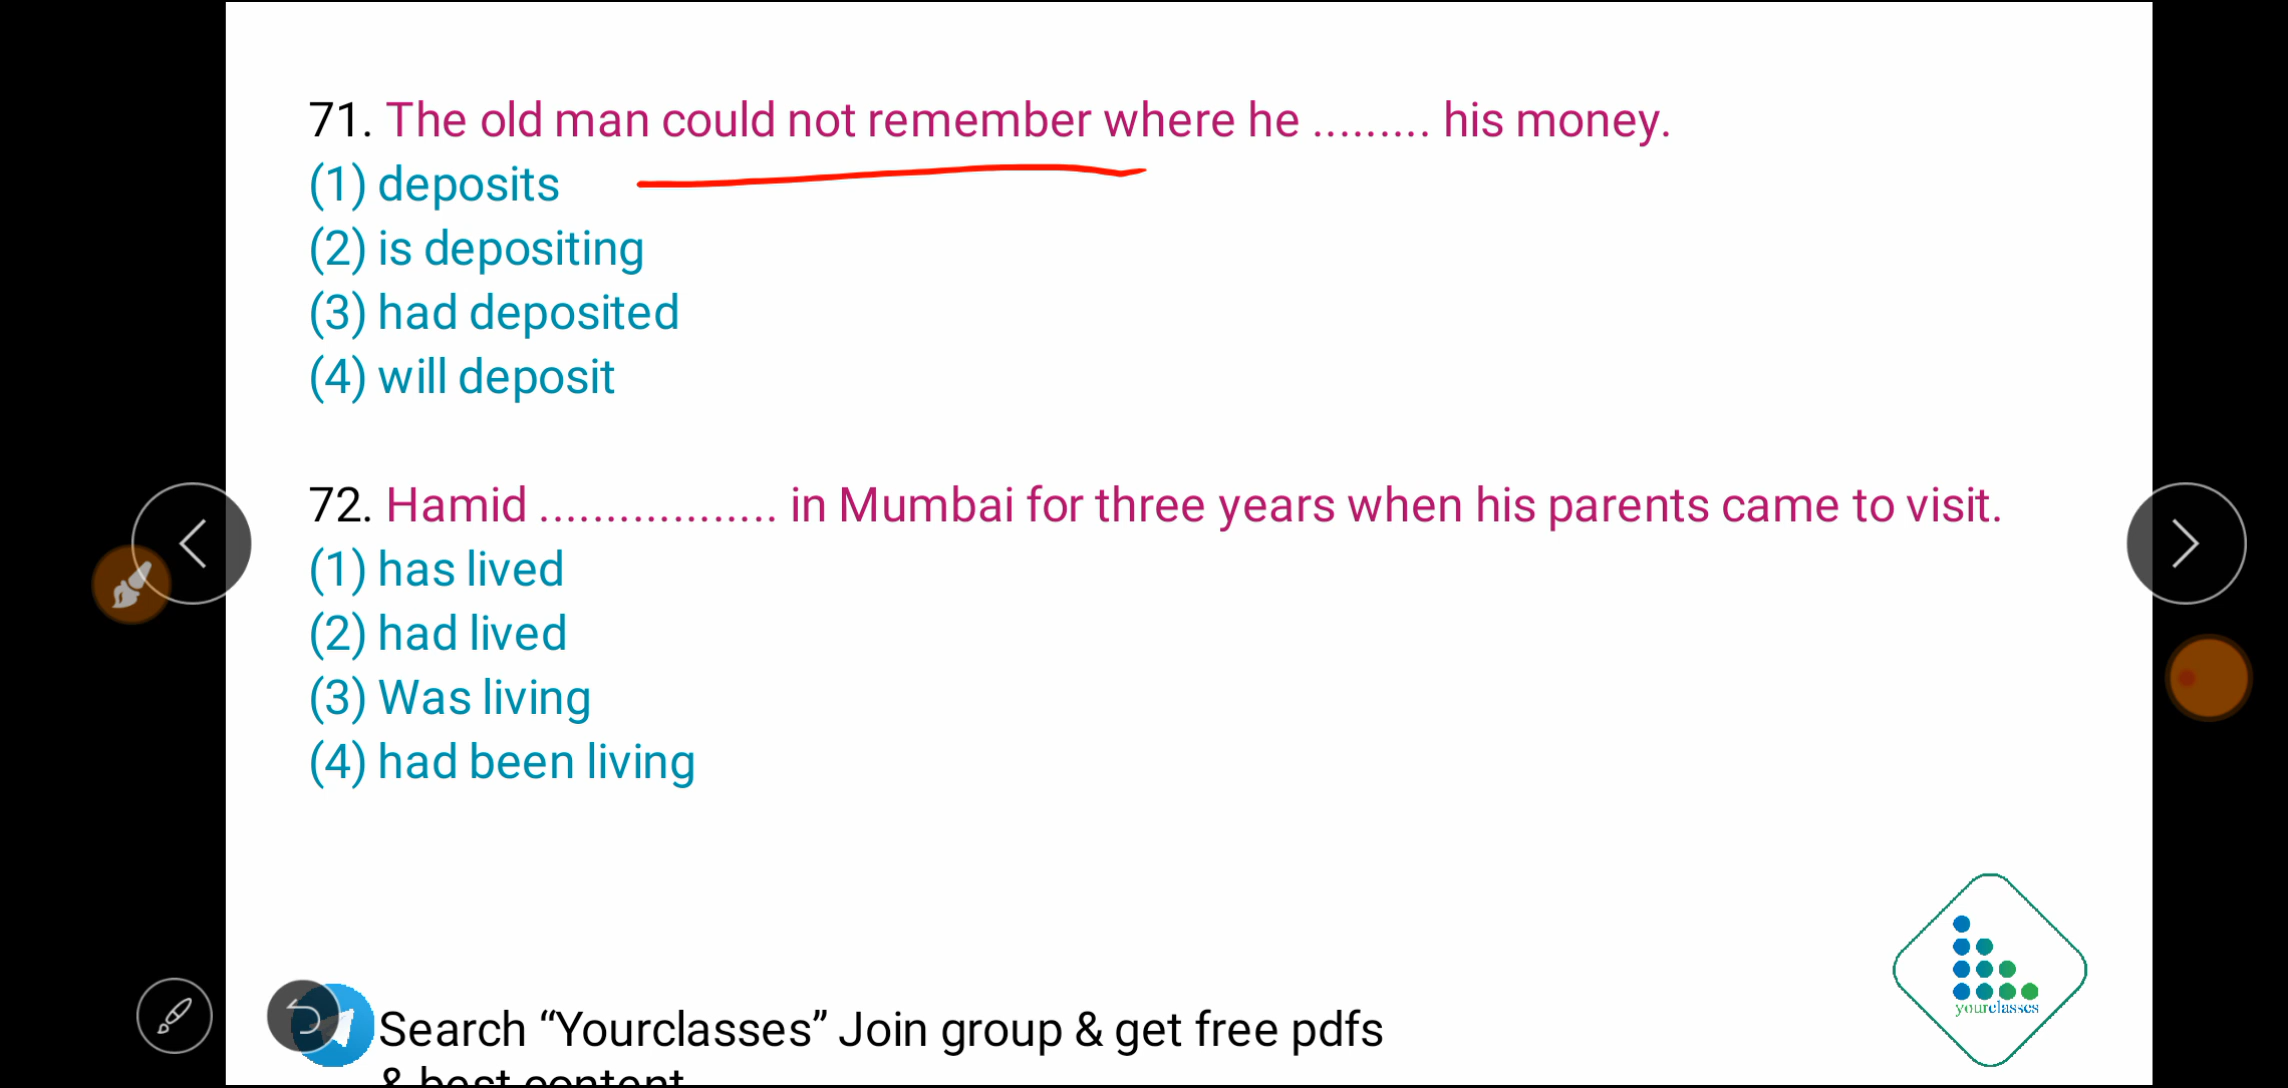 71. The old man could not remember where he ......... his money.
(1) deposits
(2) is depositing
(3) had deposited
(4) will deposit
72. Hamid .................. in Mumbai for three years when his parents came to visit.
(1) has lived
(2) had lived
(3) Was living
(4) had been living
yourclasses
Search “Yourclasses” Join group & get free pdfs
& best content